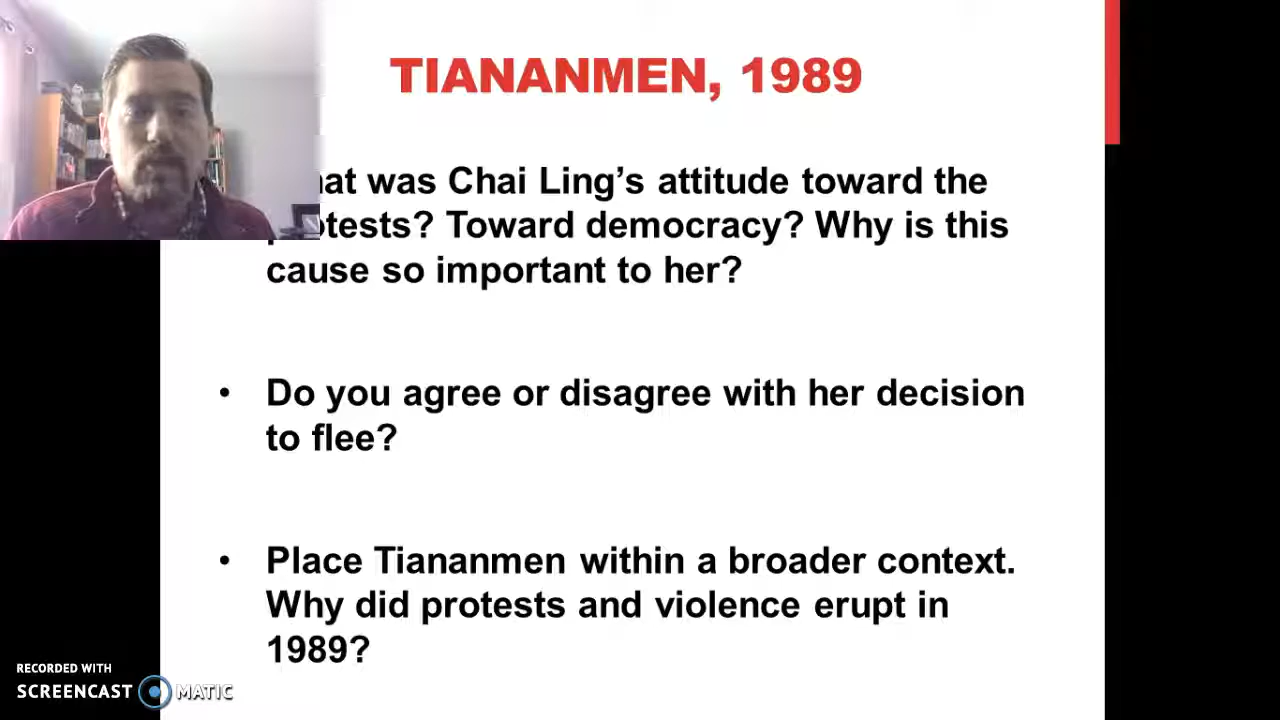 TIANANMEN, 1989
was Chai Ling’s attitude toward the
Toward democracy? Why is this
cause so important to her?
• Do you agree or disagree with her decision
to flee?
• Place Tiananmen within a broader context.
Why did protests and violence erupt in
1989?
RECORDED WITH
SCREENCAST MATIC